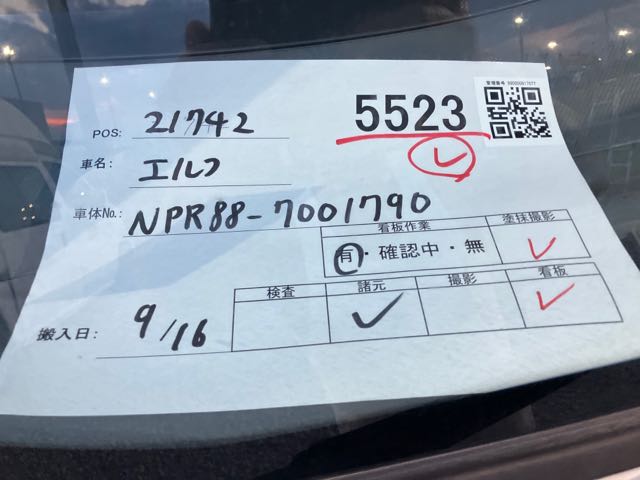 管理番号
5523
POS: 21742
車名: エルフ
車体No.: NPR88-7001790
看板作業 塗抹撮影
有・確認中・無
検査 諸元 撮影 看板
搬入日: 9/16